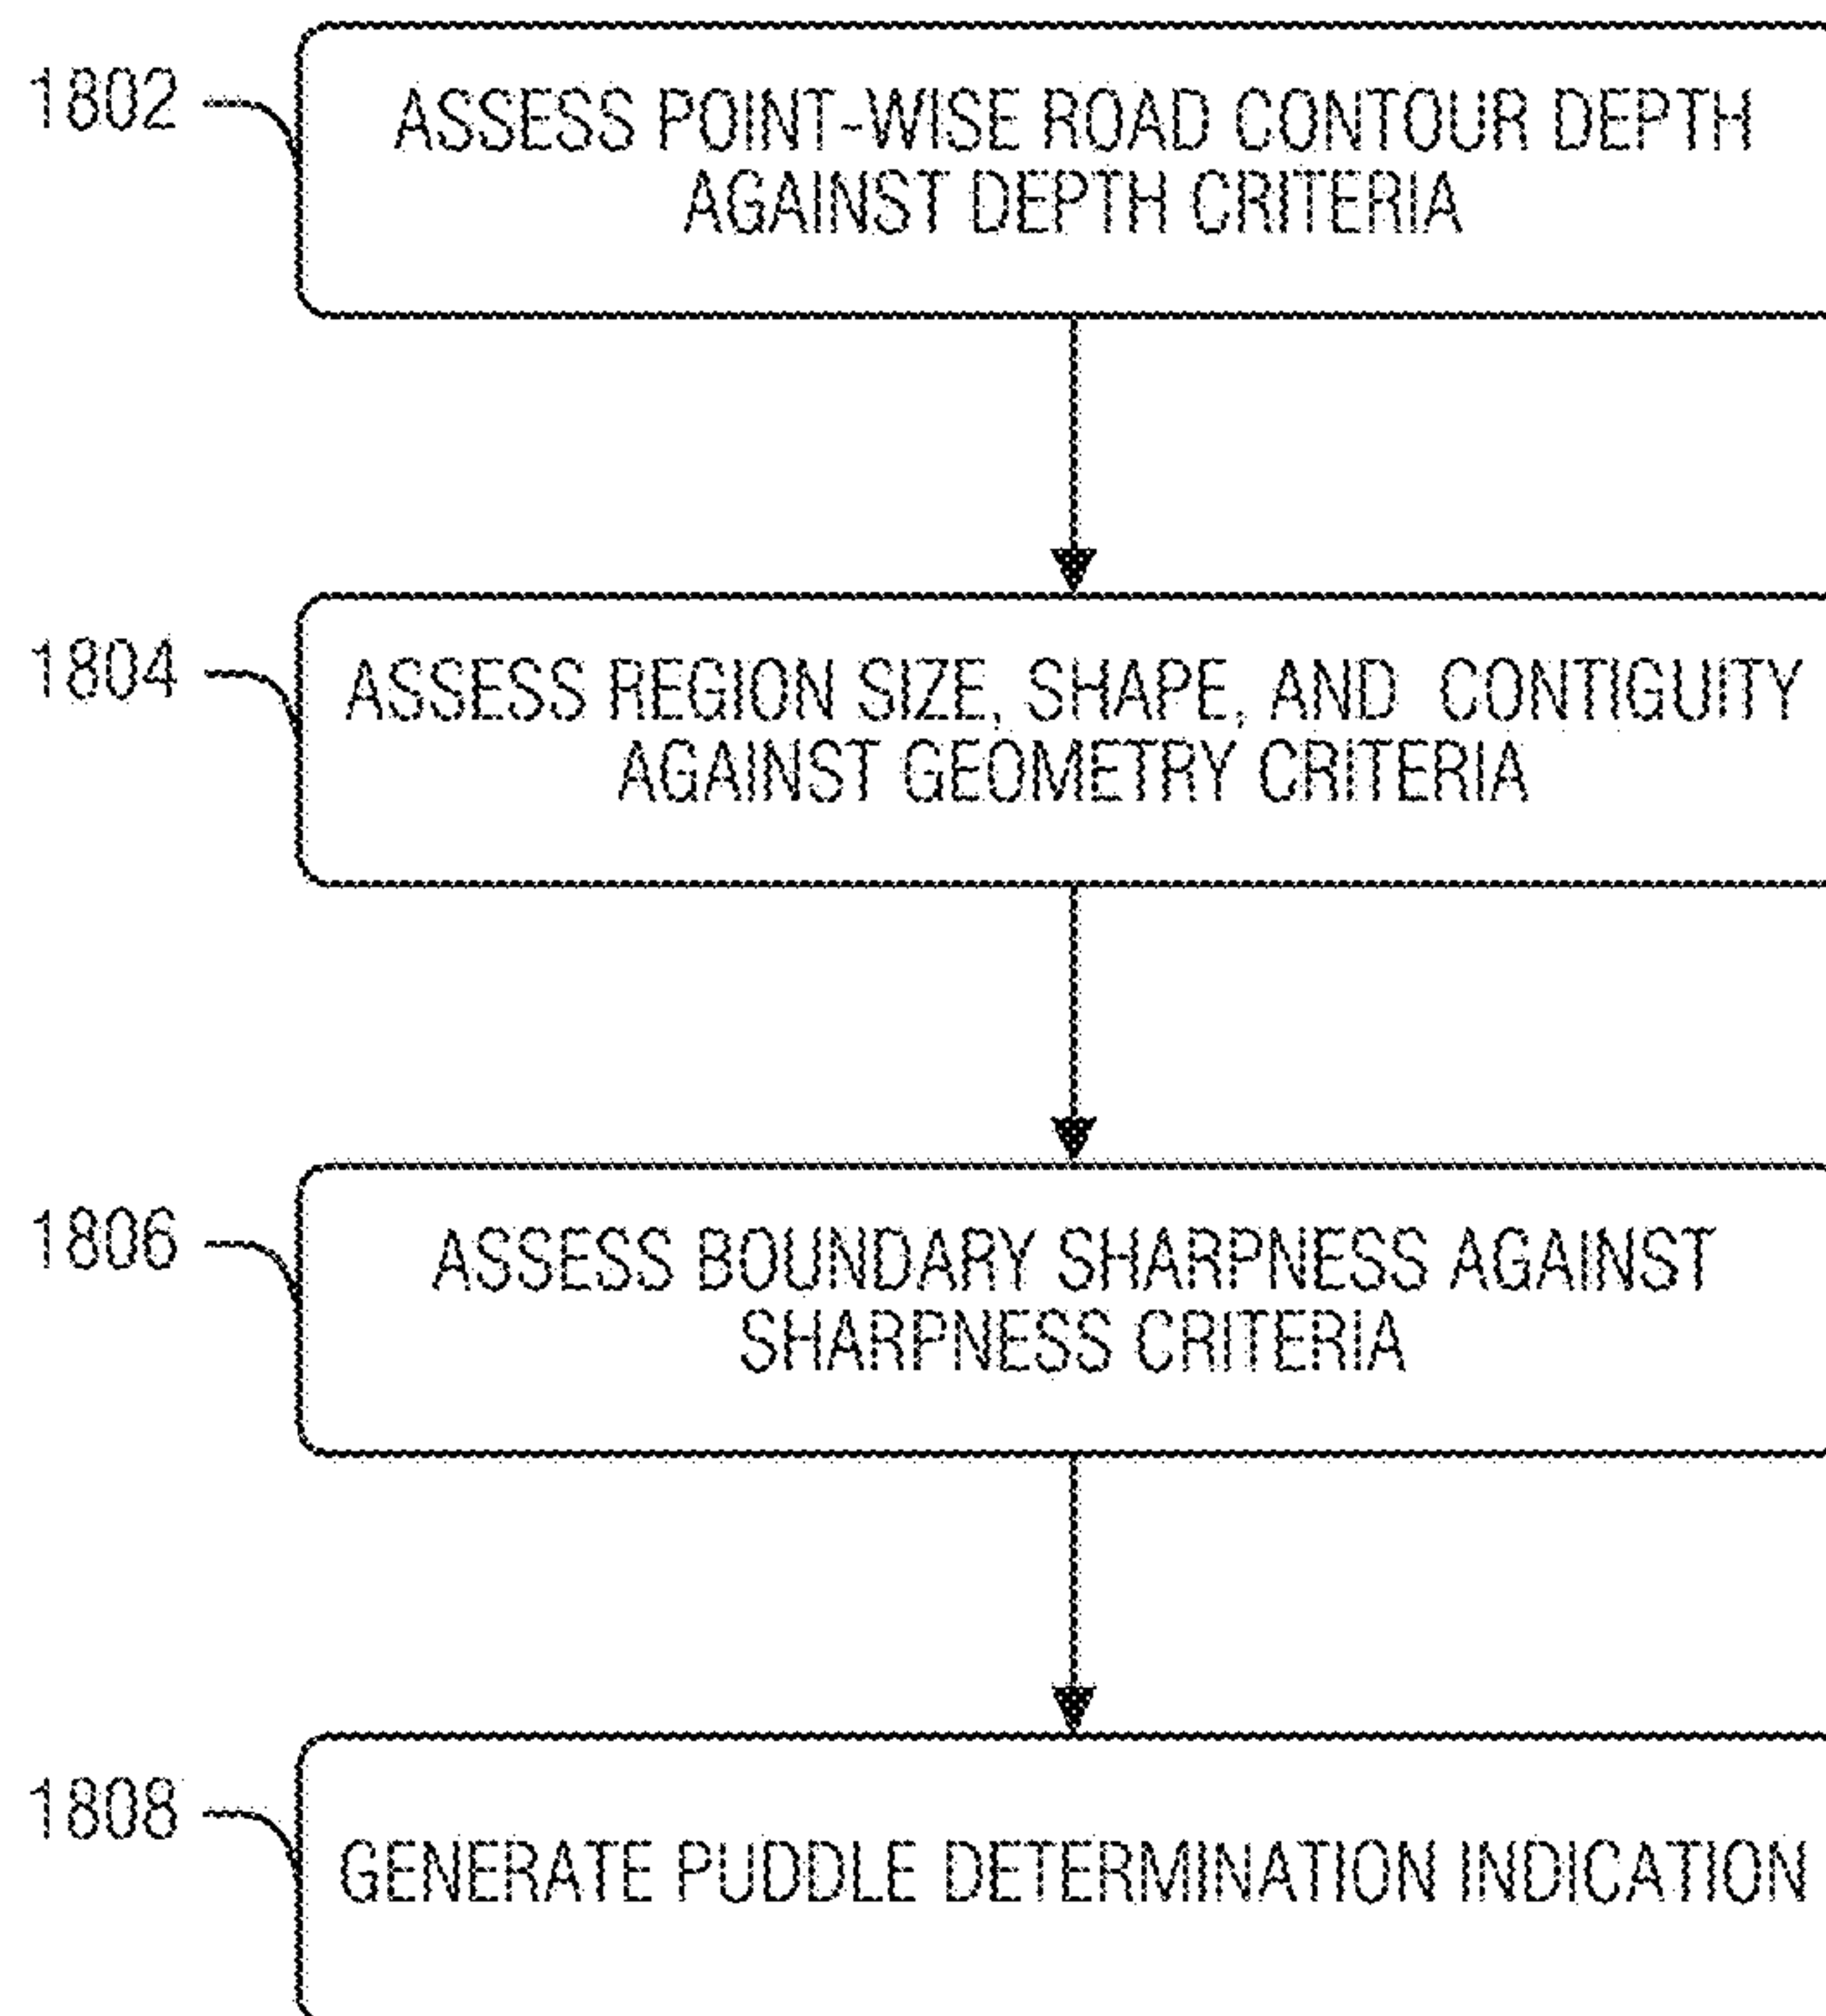 1802
ASSESS POINT-WISE ROAD CONTOUR DEPTH
AGAINST DEPTH CRITERIA
1804
ASSESS REGION SIZE, SHAPE, AND CONTIGUITY
AGAINST GEOMETRY CRITERIA
1806
ASSESS BOUNDARY SHARPNESS AGAINST
SHARPNESS CRITERIA
1808
GENERATE PUDDLE DETERMINATION INDICATION